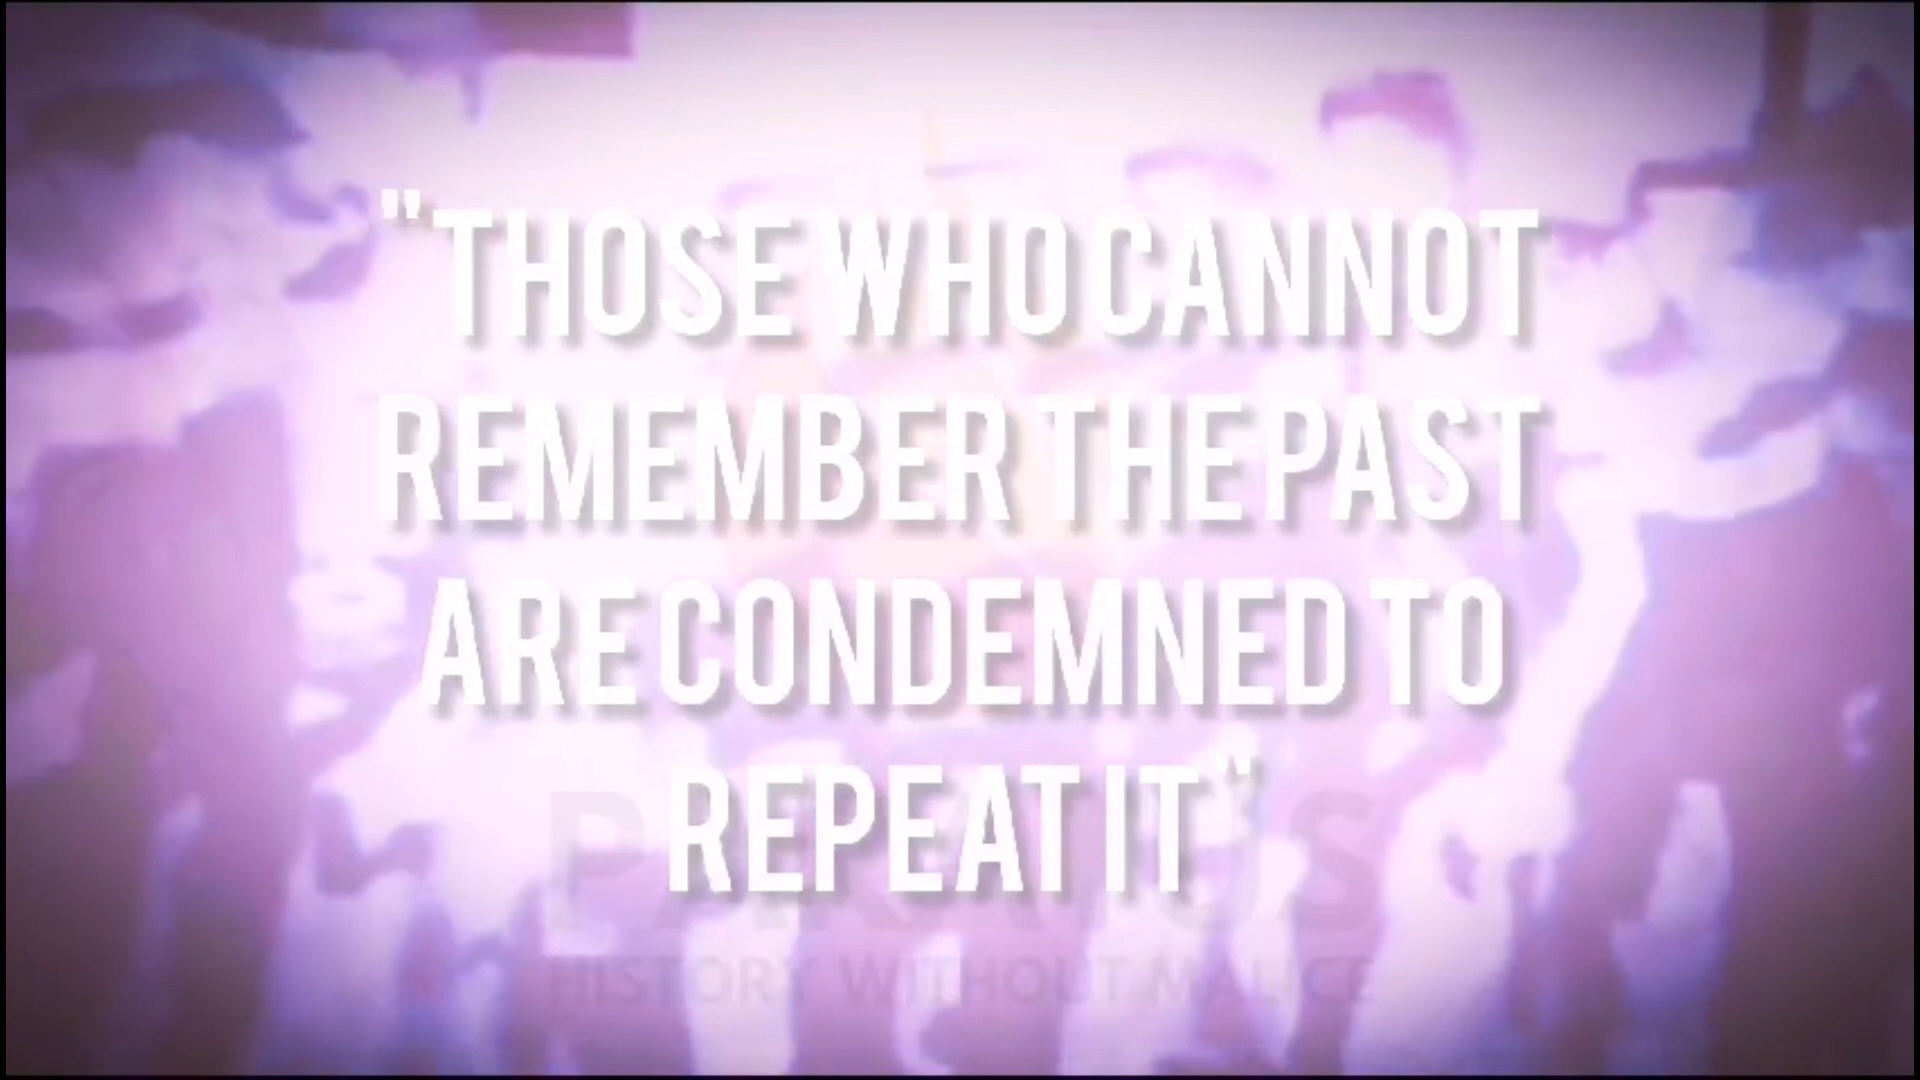 "THOSE WHO CANNOT
REMEMBER THE PAST
ARE CONDEMNED TO
REPEAT IT"
HISTORY WITHOUT MALICE